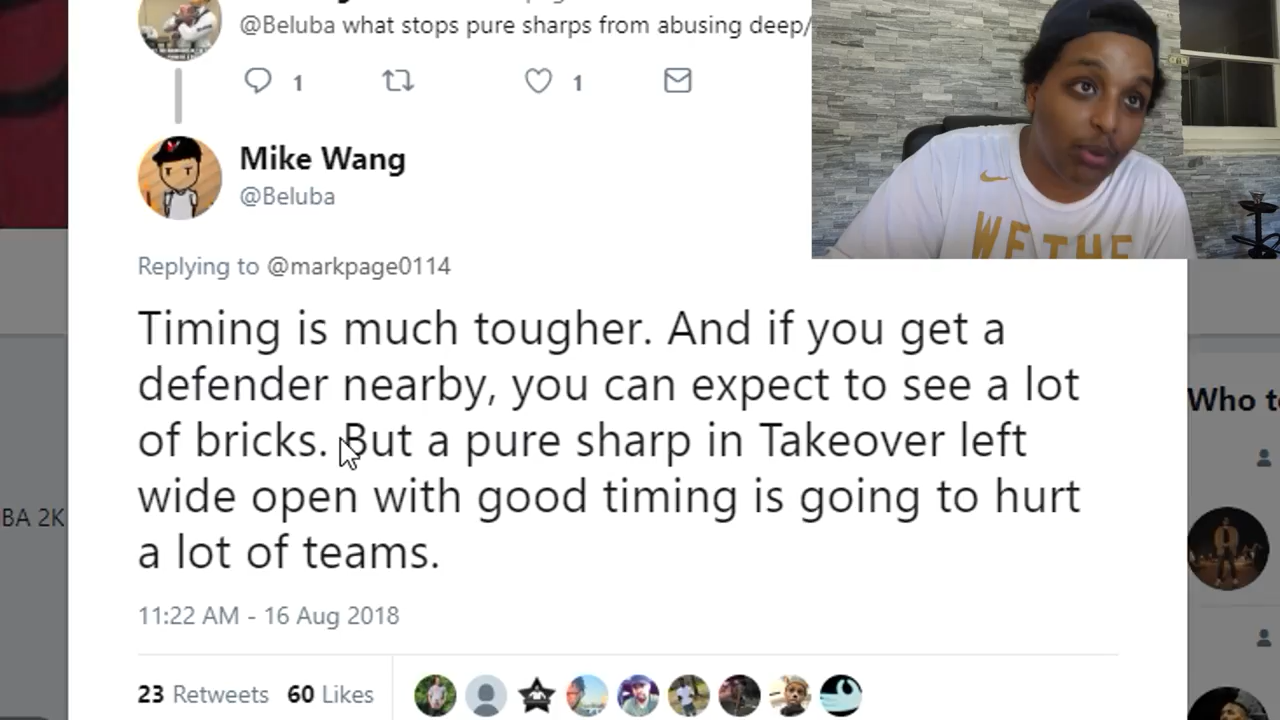 @Beluba what stops pure sharps from abusing deep/
1
1
Mike Wang
@Beluba
Replying to @markpage0114
Timing is much tougher. And if you get a
defender nearby, you can expect to see a lot
of bricks. But a pure sharp in Takeover left
wide open with good timing is going to hurt
a lot of teams.
11:22 AM - 16 Aug 2018
23 Retweets 60 Likes
WE THE
Who t
BA 2K